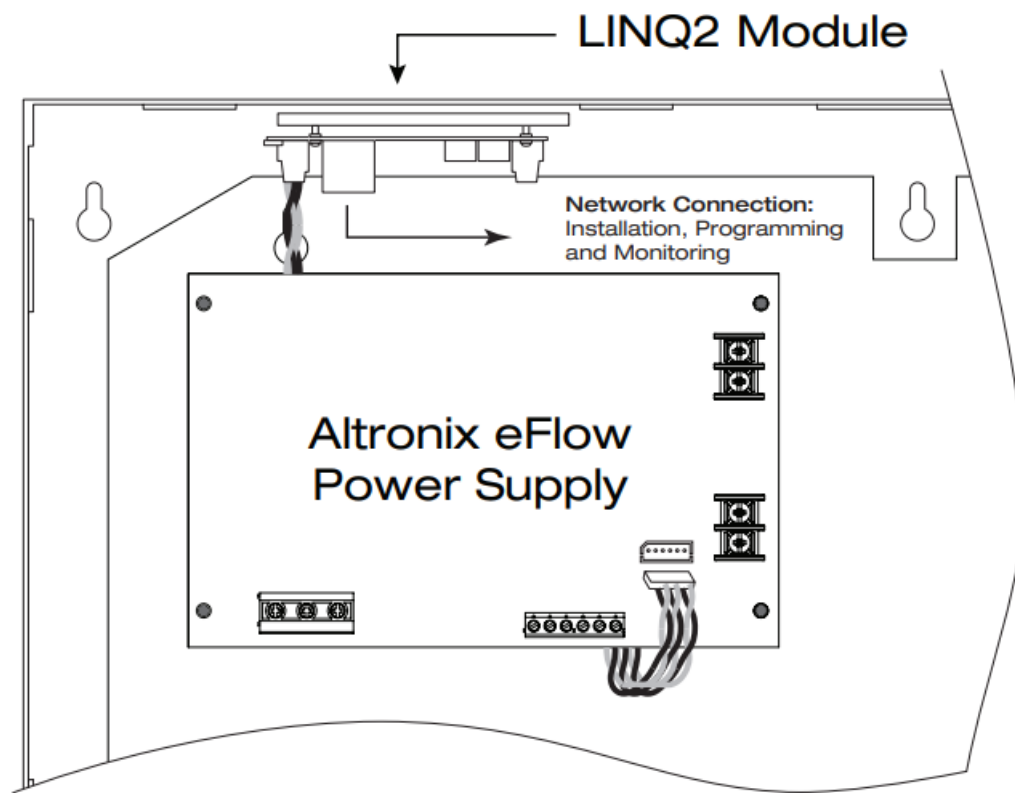 LINQ2 Module
Network Connection:
Installation, Programming
and Monitoring
Altronix eFlow
Power Supply